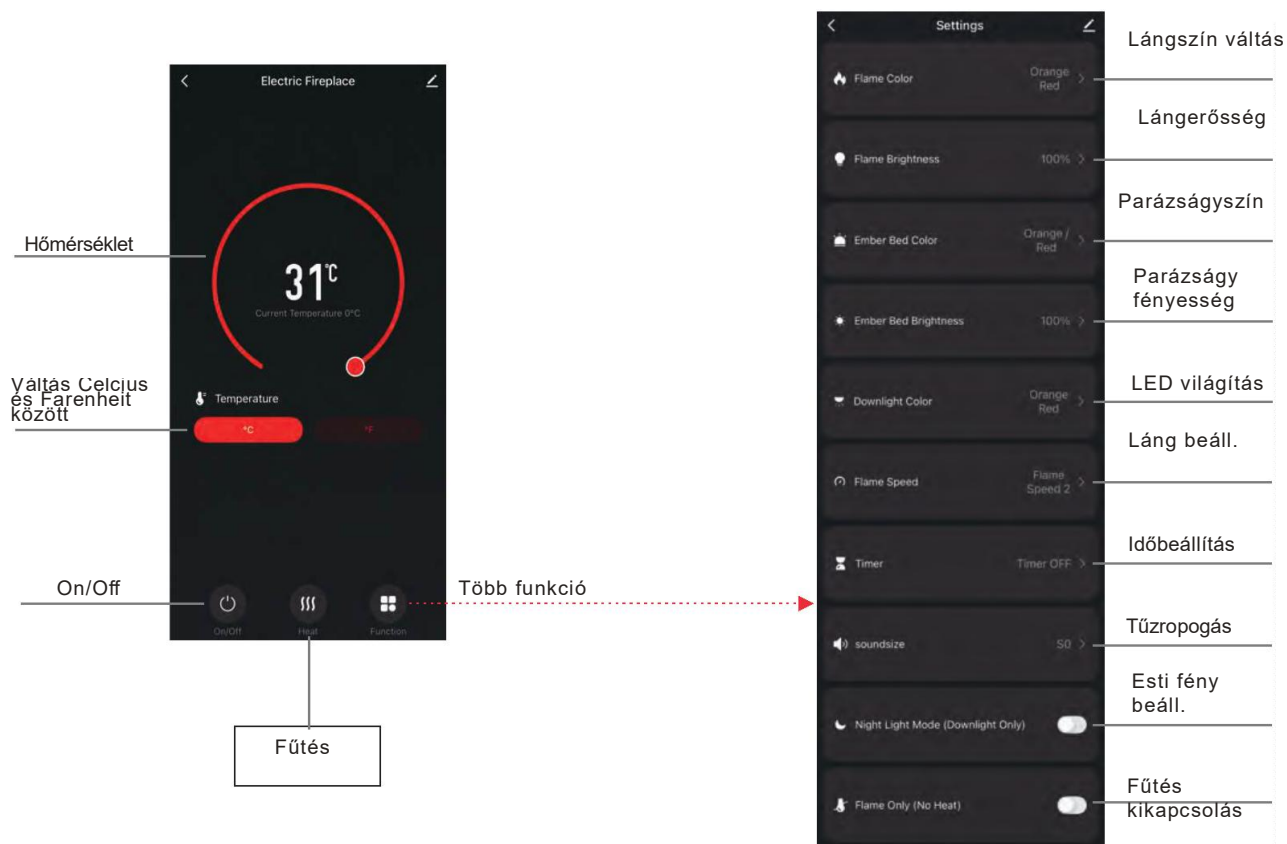 Electric Fireplace
Hőmérséklet
31°C
Current Temperature 0°C
Váltás Celcius
és Farenheit
között
Temperature
°C
°F
On/Off
On/Off
Heat
Function
Több funkció
Fűtés
Settings
Flame Color
Orange
Red
Lángszín váltás
Flame Brightness
100%
Lángerősség
Ember Bed Color
Orange /
Red
Parázságyszín
Ember Bed Brightness
100%
Parázságy
fényesség
Downlight Color
Orange
Red
LED világítás
Flame Speed
Flame
Speed 2
Láng beáll.
Timer
Timer OFF
Időbeállítás
soundsize
S0
Tűzropogás
Night Light Mode (Downlight Only)
Esti fény
beáll.
Flame Only (No Heat)
Fűtés
kikapcsolás